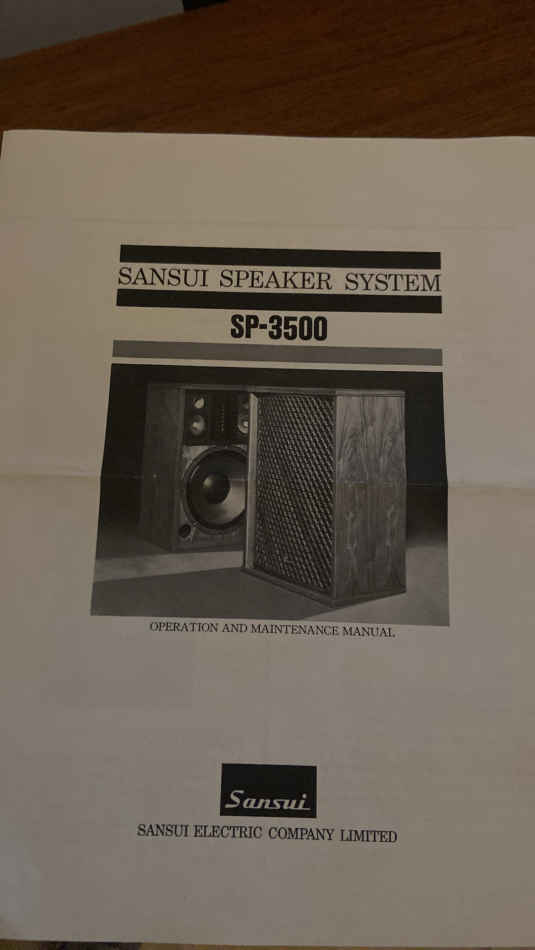 SANSUI SPEAKER SYSTEM
SP-3500
OPERATION AND MAINTENANCE MANUAL
Sansui
SANSUI ELECTRIC COMPANY LIMITED